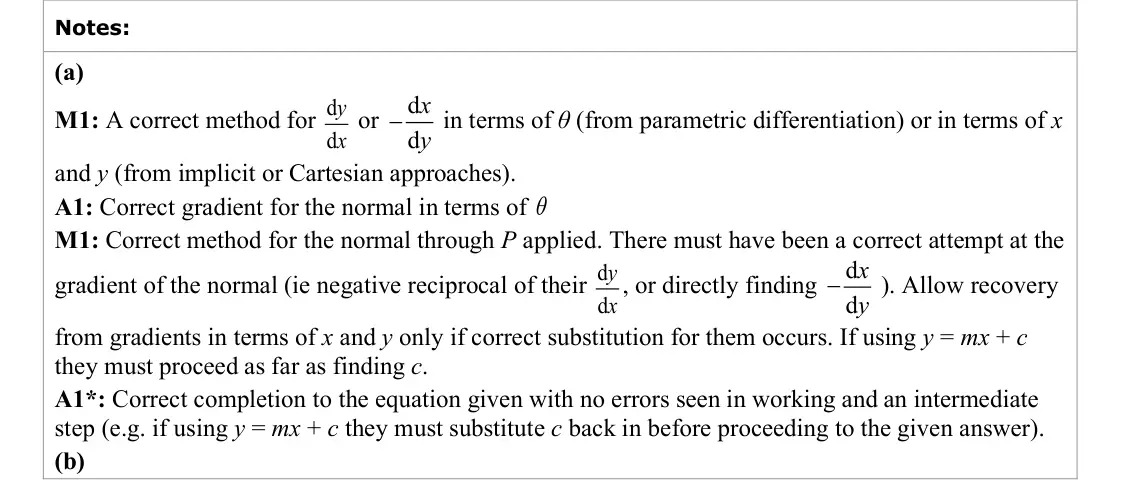 Notes:
(a)
M1: A correct method for dy/dx or −dx/dy in terms of θ (from parametric differentiation) or in terms of x
and y (from implicit or Cartesian approaches).
A1: Correct gradient for the normal in terms of θ
M1: Correct method for the normal through P applied. There must have been a correct attempt at the
gradient of the normal (ie negative reciprocal of their dy/dx, or directly finding −dx/dy ). Allow recovery
from gradients in terms of x and y only if correct substitution for them occurs. If using y = mx + c
they must proceed as far as finding c.
A1*: Correct completion to the equation given with no errors seen in working and an intermediate
step (e.g. if using y = mx + c they must substitute c back in before proceeding to the given answer).
(b)